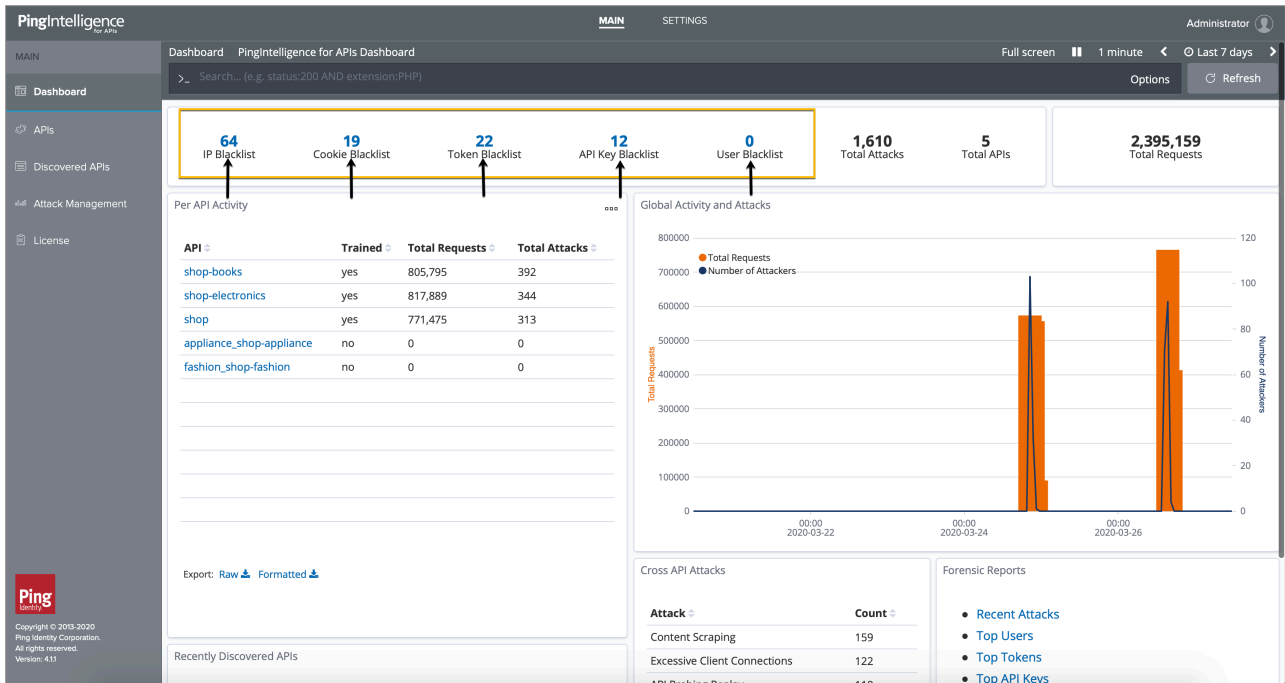 PingIntelligence
for APIs
MAIN SETTINGS
Administrator
MAIN
Dashboard
APIs
Discovered APIs
Attack Management
License
Ping
Identity.
Copyright © 2013-2020
Ping Identity Corporation.
All rights reserved.
Version: 4.1.1
Dashboard PingIntelligence for APIs Dashboard
Full screen 1 minute Last 7 days
>_ Search... (e.g. status:200 AND extension:PHP)
Options Refresh
64 19 22 12 0 1,610 5 2,395,159
IP Blacklist Cookie Blacklist Token Blacklist API Key Blacklist User Blacklist Total Attacks Total APIs Total Requests
Per API Activity
API Trained Total Requests Total Attacks
shop-books yes 805,795 392
shop-electronics yes 817,889 344
shop yes 771,475 313
appliance_shop-appliance no 0 0
fashion_shop-fashion no 0 0
Export: Raw Formatted
Recently Discovered APIs
Global Activity and Attacks
Total Requests
Number of Attackers
800000
700000
600000
500000
400000
300000
200000
100000
0
Total Requests
120
100
80
60
40
20
0
Number of Attackers
00:00 00:00 00:00
2020-03-22 2020-03-24 2020-03-26
Cross API Attacks
Attack Count
Content Scraping 159
Excessive Client Connections 122
API Probing Replay 118
Forensic Reports
Recent Attacks
Top Users
Top Tokens
Top API Keys